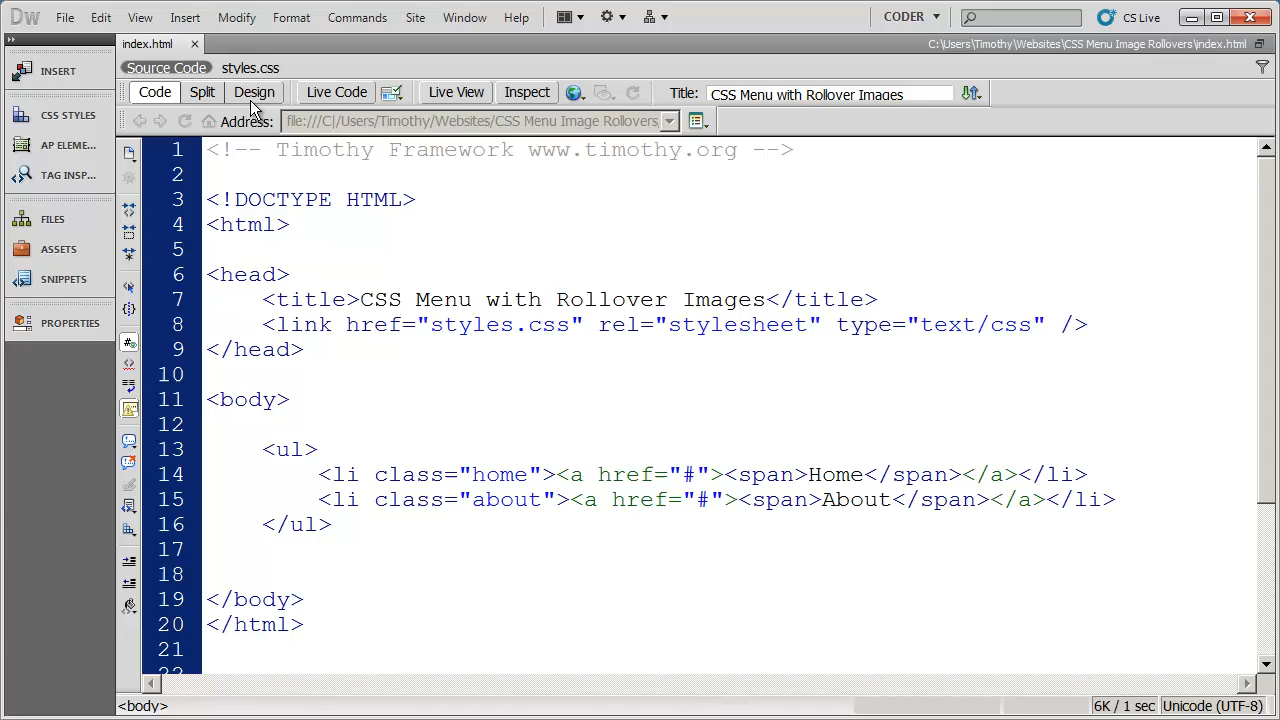 Dw File Edit View Insert Modify Format Commands Site Window Help CODER CS Live
index.html C:\Users\Timothy\Websites\CSS Menu Image Rollovers\index.html
Source Code styles.css
Code Split Design Live Code Live View Inspect Title: CSS Menu with Rollover Images
Address: file:///C|/Users/Timothy/Websites/CSS Menu Image Rollovers
INSERT
CSS STYLES
AP ELEME...
TAG INSP...
FILES
ASSETS
SNIPPETS
PROPERTIES
1 <!-- Timothy Framework www.timothy.org -->
2
3 <!DOCTYPE HTML>
4 <html>
5
6 <head>
7 <title>CSS Menu with Rollover Images</title>
8 <link href="styles.css" rel="stylesheet" type="text/css" />
9 </head>
10
11 <body>
12
13 <ul>
14 <li class="home"><a href="#"><span>Home</span></a></li>
15 <li class="about"><a href="#"><span>About</span></a></li>
16 </ul>
17
18
19 </body>
20 </html>
21
<body> 6K / 1 sec Unicode (UTF-8)